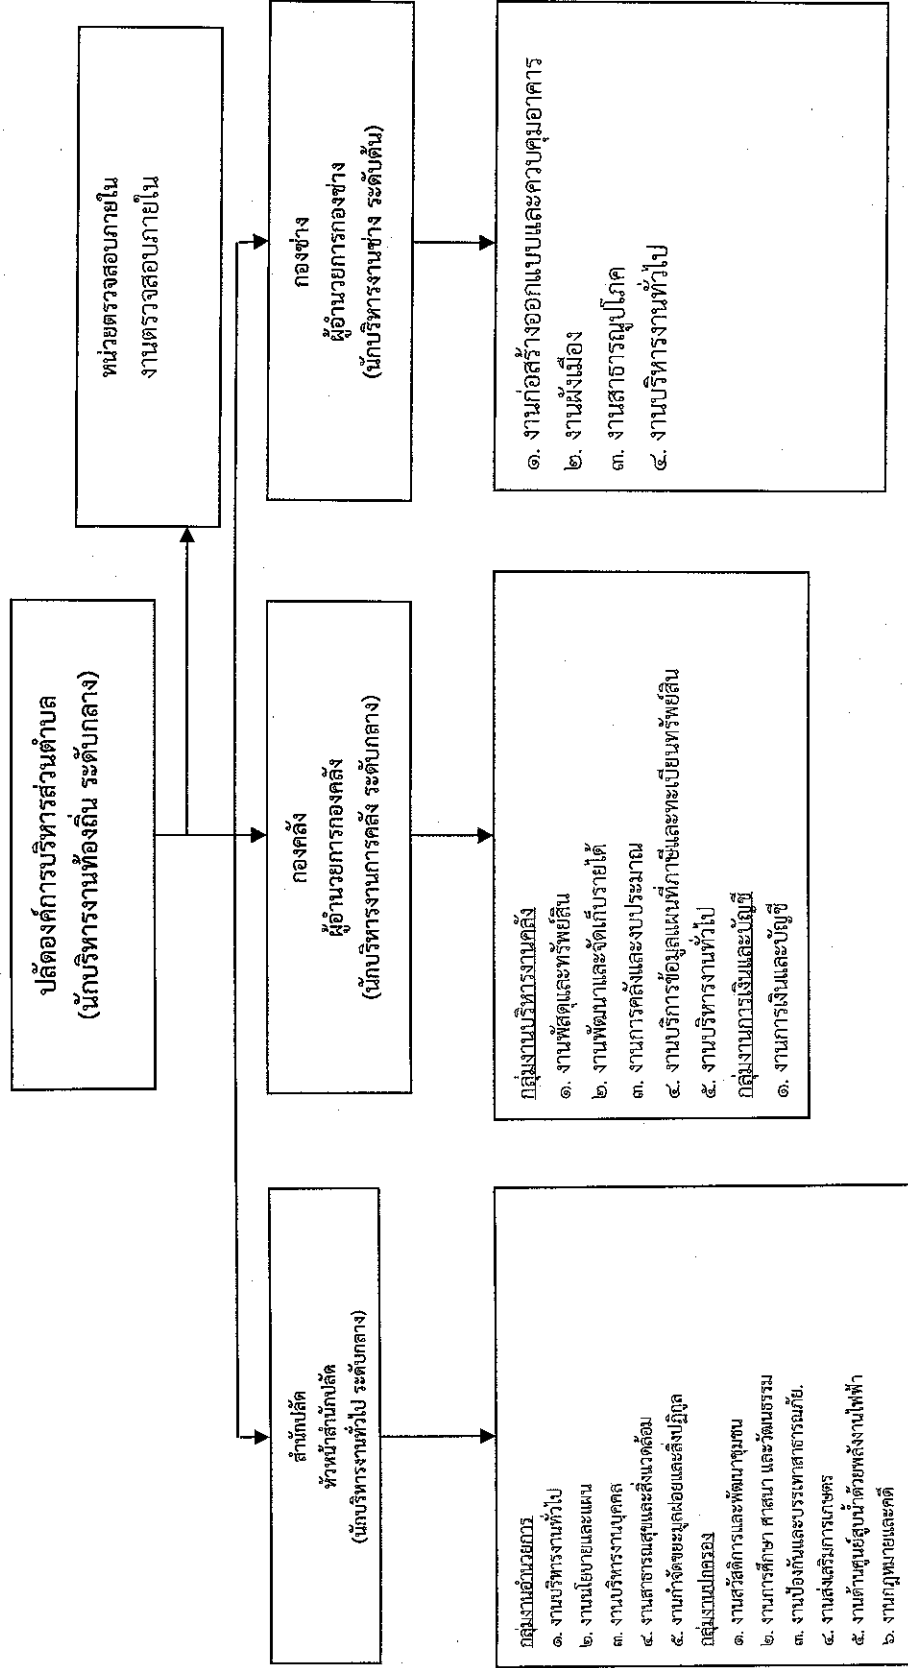 ปลัดองค์การบริหารส่วนตำบล
(นักบริหารงานท้องถิ่น ระดับกลาง)
หน่วยตรวจสอบภายใน
งานตรวจสอบภายใน
สำนักปลัด
หัวหน้าสำนักปลัด
(นักบริหารงานทั่วไป ระดับกลาง)
กองคลัง
ผู้อำนวยการกองคลัง
(นักบริหารงานการคลัง ระดับกลาง)
กองช่าง
ผู้อำนวยการกองช่าง
(นักบริหารงานช่าง ระดับต้น)
กลุ่มงานอำนวยการ
๑. งานบริหารงานทั่วไป
๒. งานนโยบายและแผน
๓. งานบริหารงานบุคคล
๔. งานสาธารณสุขและสิ่งแวดล้อม
๕. งานกำจัดขยะมูลฝอยและสิ่งปฏิกูล
กลุ่มงานปกครอง
๑. งานสวัสดิการและพัฒนาชุมชน
๒. งานการศึกษา ศาสนา และวัฒนธรรม
๓. งานป้องกันและบรรเทาสาธารณภัย.
๔. งานส่งเสริมการเกษตร
๕. งานด้านศูนย์สูบน้ำด้วยพลังงานไฟฟ้า
๖. งานกฎหมายและคดี
กลุ่มงานบริหารงานคลัง
๑. งานพัสดุและทรัพย์สิน
๒. งานพัฒนาและจัดเก็บรายได้
๓. งานการคลังและงบประมาณ
๔. งานบริการข้อมูลแผนที่ภาษีและทะเบียนทรัพย์สิน
๕. งานบริหารงานทั่วไป
กลุ่มงานการเงินและบัญชี
๑. งานการเงินและบัญชี
๑. งานก่อสร้างออกแบบและควบคุมอาคาร
๒. งานผังเมือง
๓. งานสาธารณูปโภค
๔. งานบริหารงานทั่วไป